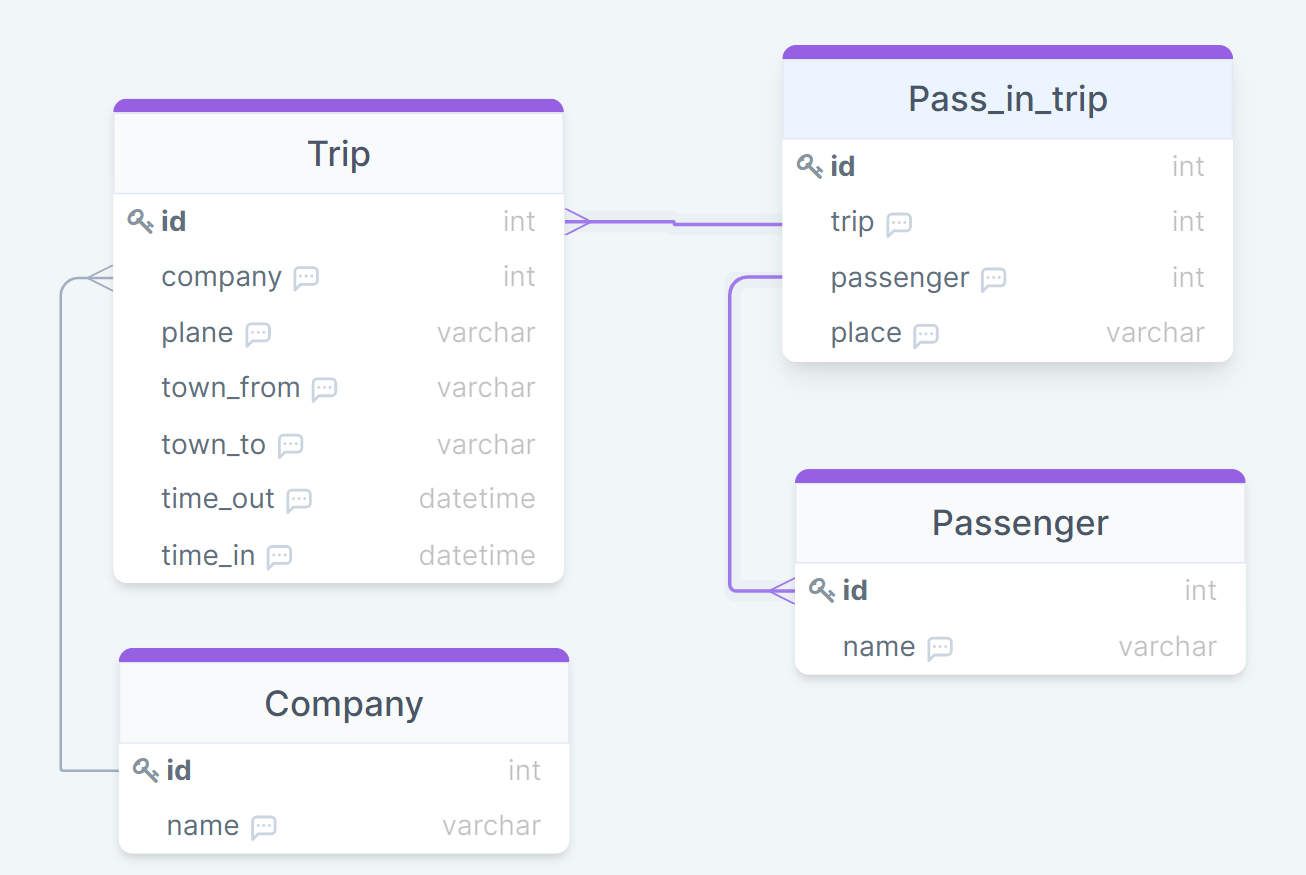 Trip
id int
company int
plane varchar
town_from varchar
town_to varchar
time_out datetime
time_in datetime
Pass_in_trip
id int
trip int
passenger int
place varchar
Passenger
id int
name varchar
Company
id int
name varchar